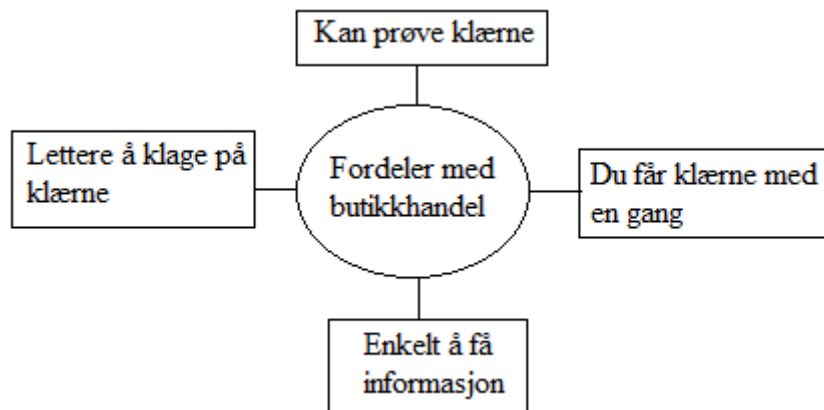 Kan prøve klærne
Lettere å klage på
klærne
Fordeler med
butikkhandel
Du får klærne med
en gang
Enkelt å få
informasjon